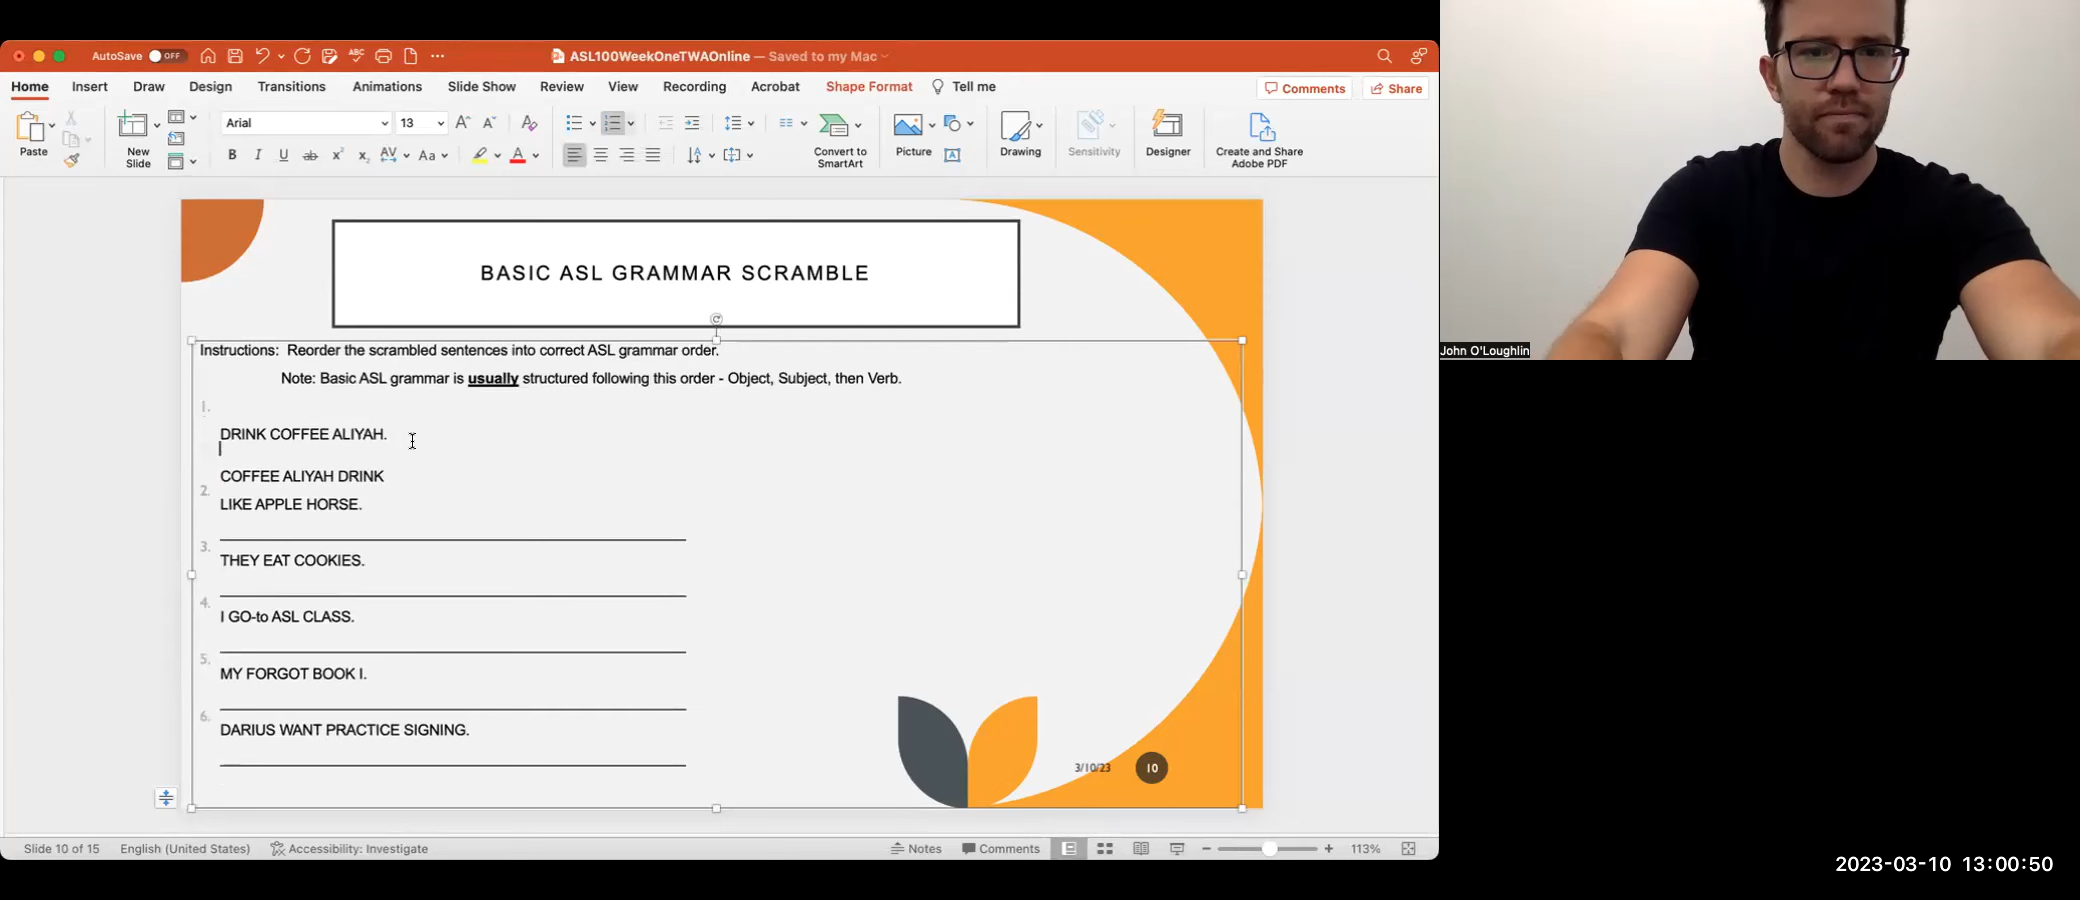 AutoSave OFF ABC ... ASL100WeekOneTWAOnline — Saved to my Mac
Home Insert Draw Design Transitions Animations Slide Show Review View Recording Acrobat Shape Format Tell me Comments Share
Paste New Slide Arial 13 Convert to SmartArt Picture Drawing Sensitivity Designer Create and Share Adobe PDF
B I U ab x² x₂ AV Aa A
BASIC ASL GRAMMAR SCRAMBLE
Instructions: Reorder the scrambled sentences into correct ASL grammar order.
Note: Basic ASL grammar is usually structured following this order - Object, Subject, then Verb.
1.
DRINK COFFEE ALIYAH.
COFFEE ALIYAH DRINK
2.
LIKE APPLE HORSE.
3.
THEY EAT COOKIES.
4.
I GO-to ASL CLASS.
5.
MY FORGOT BOOK I.
6.
DARIUS WANT PRACTICE SIGNING.
3/10/23 10
Slide 10 of 15 English (United States) Accessibility: Investigate Notes Comments 113%
John O'Loughlin
2023-03-10 13:00:50